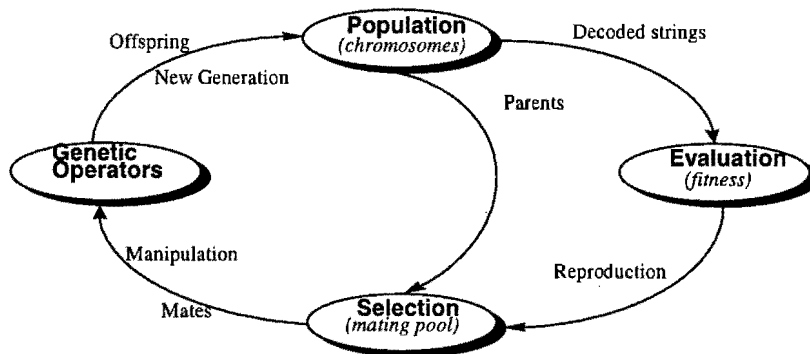 Population
(chromosomes)
Offspring
Decoded strings
New Generation
Parents
Genetic
Operators
Evaluation
(fitness)
Manipulation
Reproduction
Mates
Selection
(mating pool)